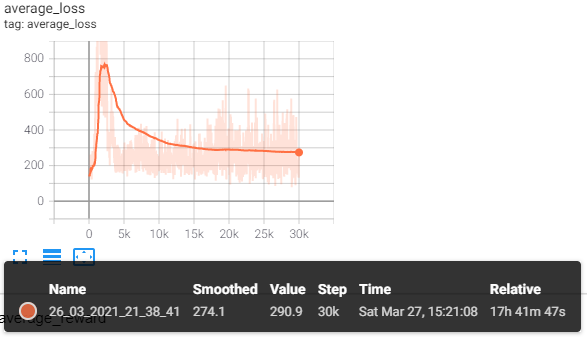 average_loss
tag: average_loss
800
600
400
200
0
0 5k 10k 15k 20k 25k 30k
Name Smoothed Value Step Time Relative
26_03_2021_21_38_41 274.1 290.9 30k Sat Mar 27, 15:21:08 17h 41m 47s
average_reward